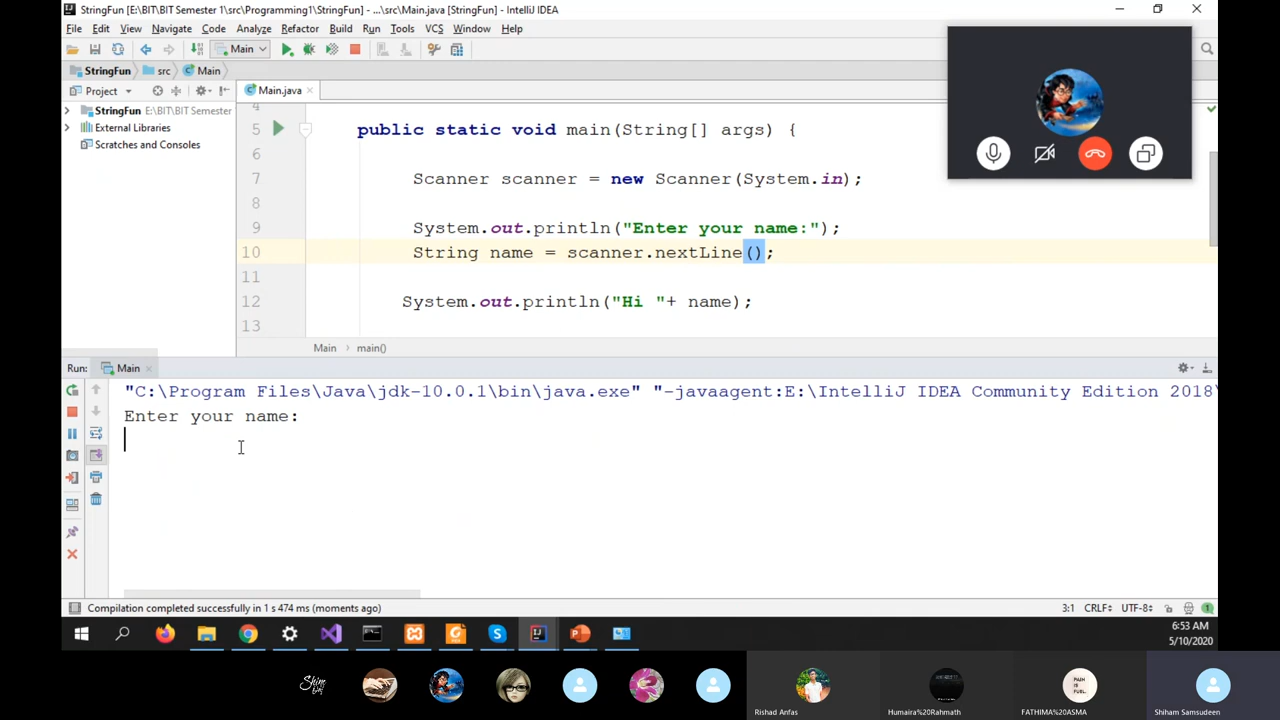 StringFun [E:\BIT\BIT Semester 1\src\Programming1\StringFun] - ...\src\Main.java [StringFun] - IntelliJ IDEA
File Edit View Navigate Code Analyze Refactor Build Run Tools VCS Window Help
Main
StringFun src Main
Project
Main.java
StringFun E:\BIT\BIT Semester
External Libraries
Scratches and Consoles
4
5 public static void main(String[] args) {
6
7 Scanner scanner = new Scanner(System.in);
8
9 System.out.println("Enter your name:");
10 String name = scanner.nextLine();
11
12 System.out.println("Hi "+ name);
13
Main › main()
Run: Main
"C:\Program Files\Java\jdk-10.0.1\bin\java.exe" "-javaagent:E:\IntelliJ IDEA Community Edition 2018\
Enter your name:
Compilation completed successfully in 1 s 474 ms (moments ago) 3:1 CRLF UTF-8 1
6:53 AM
5/10/2020
Rishad Anfas Humaira%20Rahmath FATHIMA%20ASMA Shiham Samsudeen